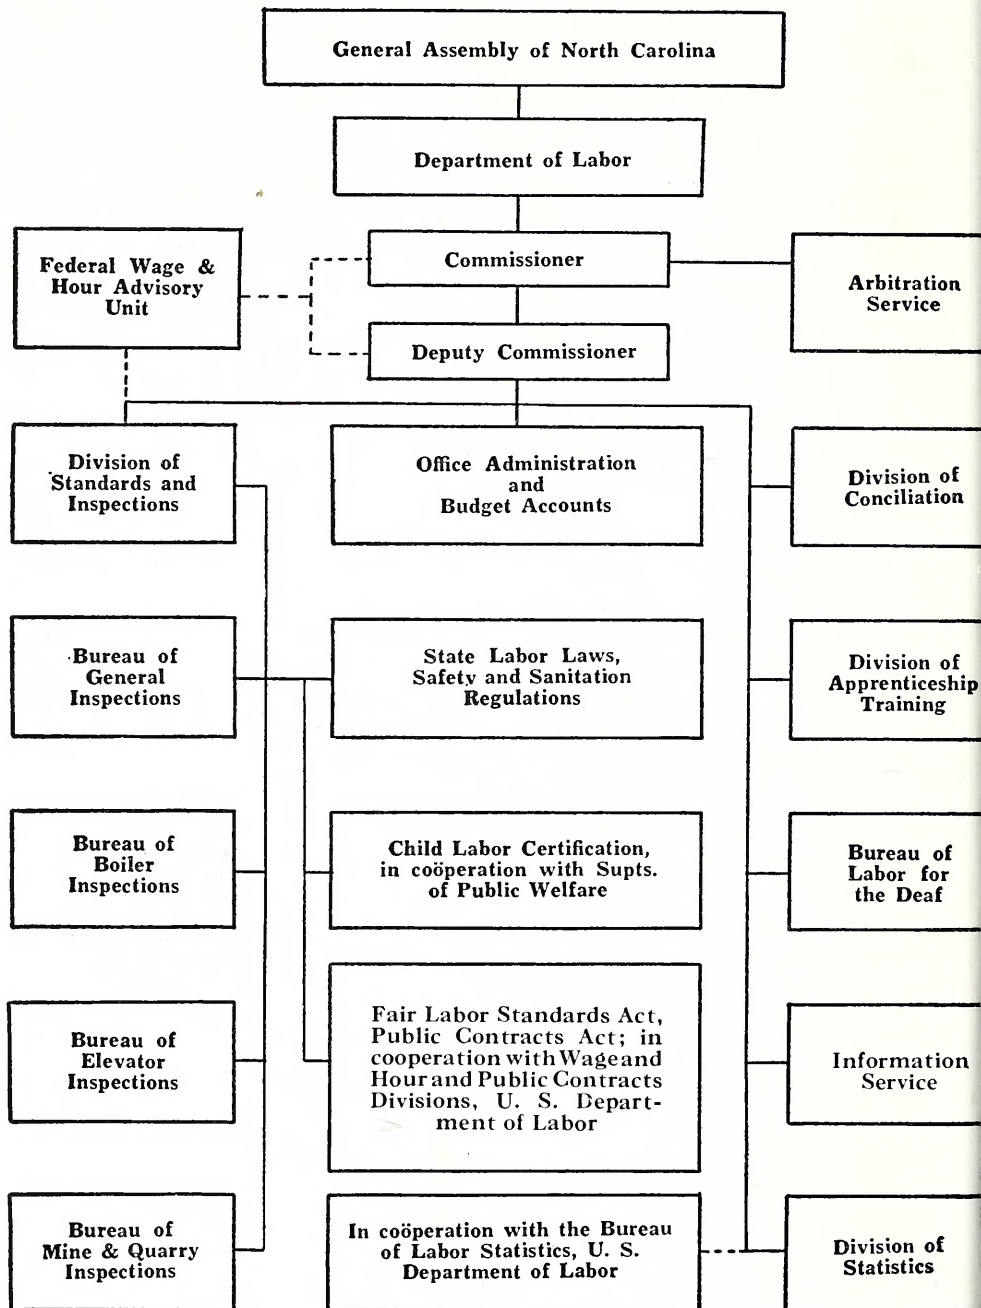 General Assembly of North Carolina
Department of Labor
Federal Wage &
Hour Advisory
Unit
Commissioner
Arbitration
Service
Deputy Commissioner
Division of
Standards and
Inspections
Office Administration
and
Budget Accounts
Division of
Conciliation
Bureau of
General
Inspections
State Labor Laws,
Safety and Sanitation
Regulations
Division of
Apprenticeship
Training
Bureau of
Boiler
Inspections
Child Labor Certification,
in coöperation with Supts.
of Public Welfare
Bureau of
Labor for
the Deaf
Bureau of
Elevator
Inspections
Fair Labor Standards Act,
Public Contracts Act; in
cooperation with Wage and
Hour and Public Contracts
Divisions, U. S. Depart-
ment of Labor
Information
Service
Bureau of
Mine & Quarry
Inspections
In coöperation with the Bureau
of Labor Statistics, U. S.
Department of Labor
Division of
Statistics